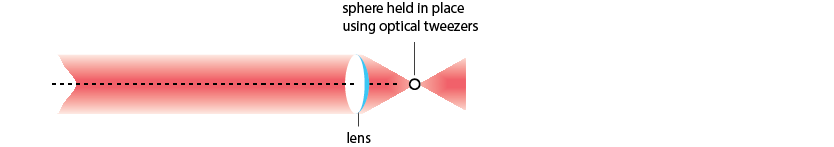 sphere held in place
using optical tweezers
lens